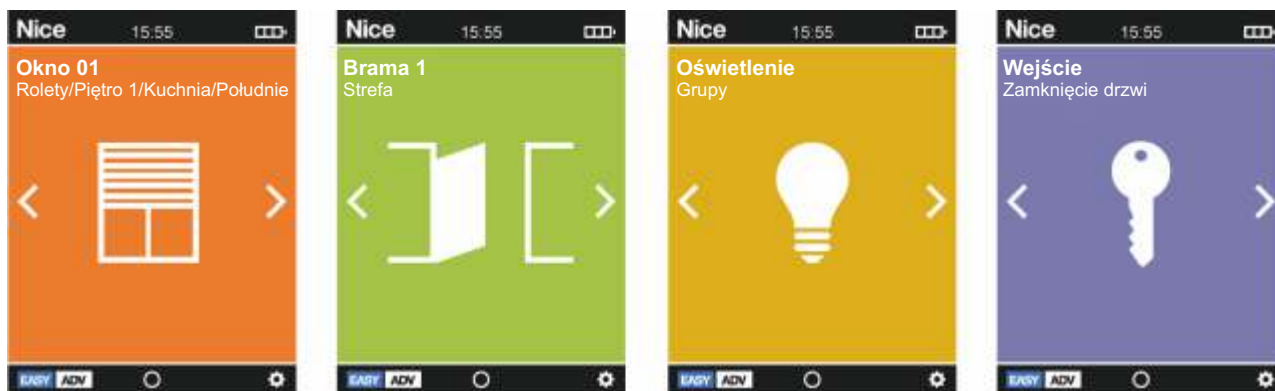 Nice 15:55
Okno 01
Rolety/Piętro 1/Kuchnia/Południe
EASY ADV
Nice 15:55
Brama 1
Strefa
EASY ADV
Nice 15:55
Oświetlenie
Grupy
EASY ADV
Nice 15:55
Wejście
Zamknięcie drzwi
EASY ADV